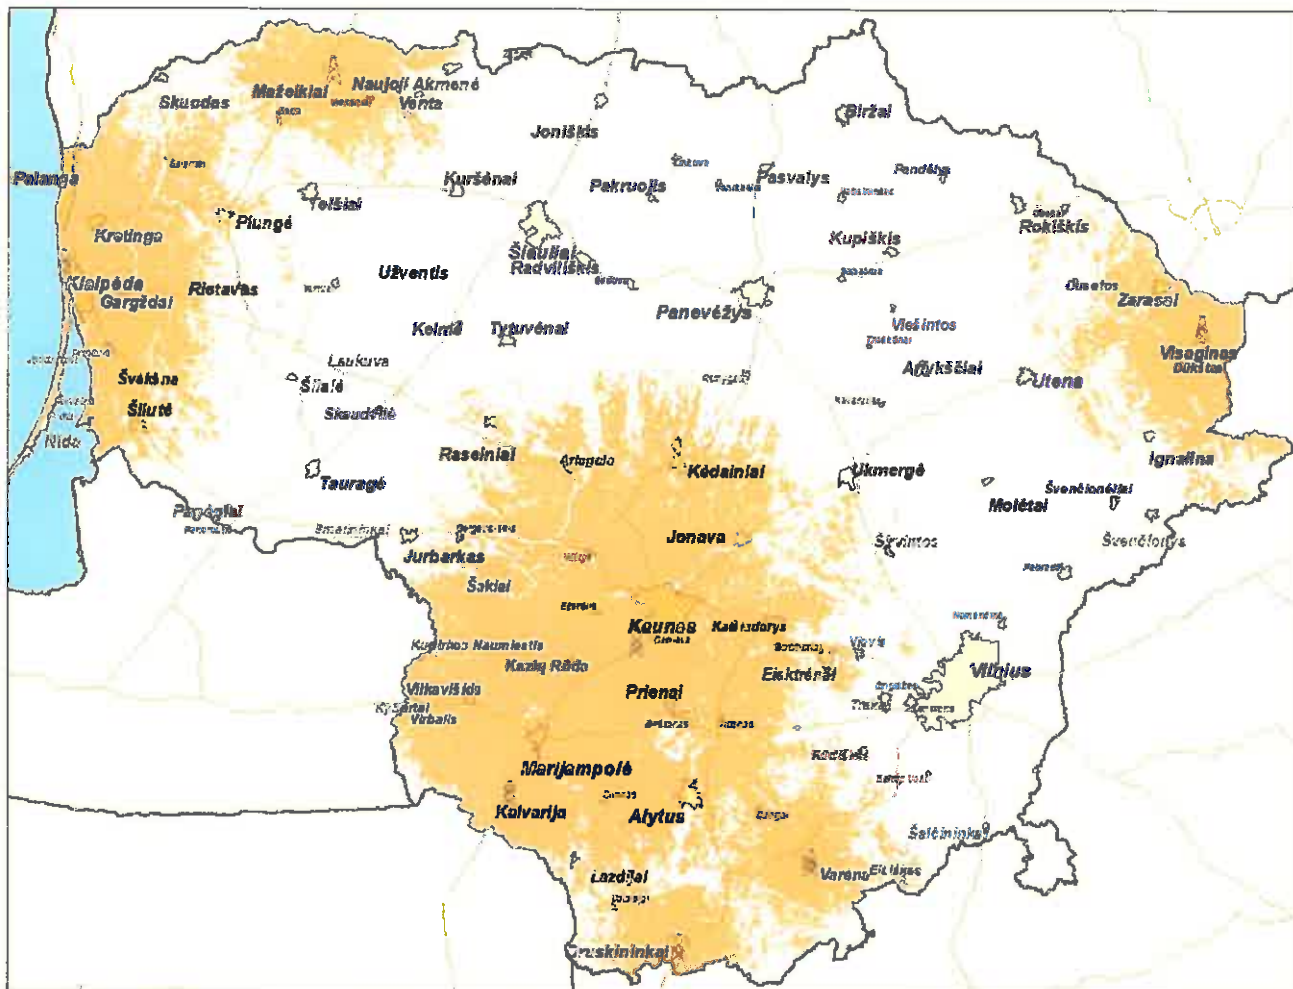 Naujoji Akmenė
Mažeikiai
Skuodas
Venta
Biržai
Joniškis
Palanga
Kuršėnai
Pakruojis
Pasvalys
Pandėlys
Telšiai
Plungė
Rokiškis
Kretinga
Šiauliai
Kupiškis
Radviliškis
Užventis
Klaipėda
Gargždai
Rietavas
Dusetos
Zarasai
Panevėžys
Viešintos
Kelmė
Tytuvėnai
Visaginas
Dūkštas
Laukuva
Anykščiai
Švėkšna
Šilalė
Utena
Šilutė
Skaudvilė
Nida
Raseiniai
Ariogala
Kėdainiai
Ignalina
Tauragė
Ukmergė
Molėtai
Švenčionėliai
Pagėgiai
Smalininkai
Jonava
Širvintos
Švenčionys
Jurbarkas
Šakiai
Kaunas
Kaišiadorys
Vievis
Kudirkos Naumiestis
Kazlų Rūda
Elektrėnai
Vilnius
Vilkaviškis
Prienai
Kybartai
Virbalis
Trakai
Marijampolė
Kalvarija
Alytus
Šalčininkai
Lazdijai
Varėna
Eišiškės
Druskininkai